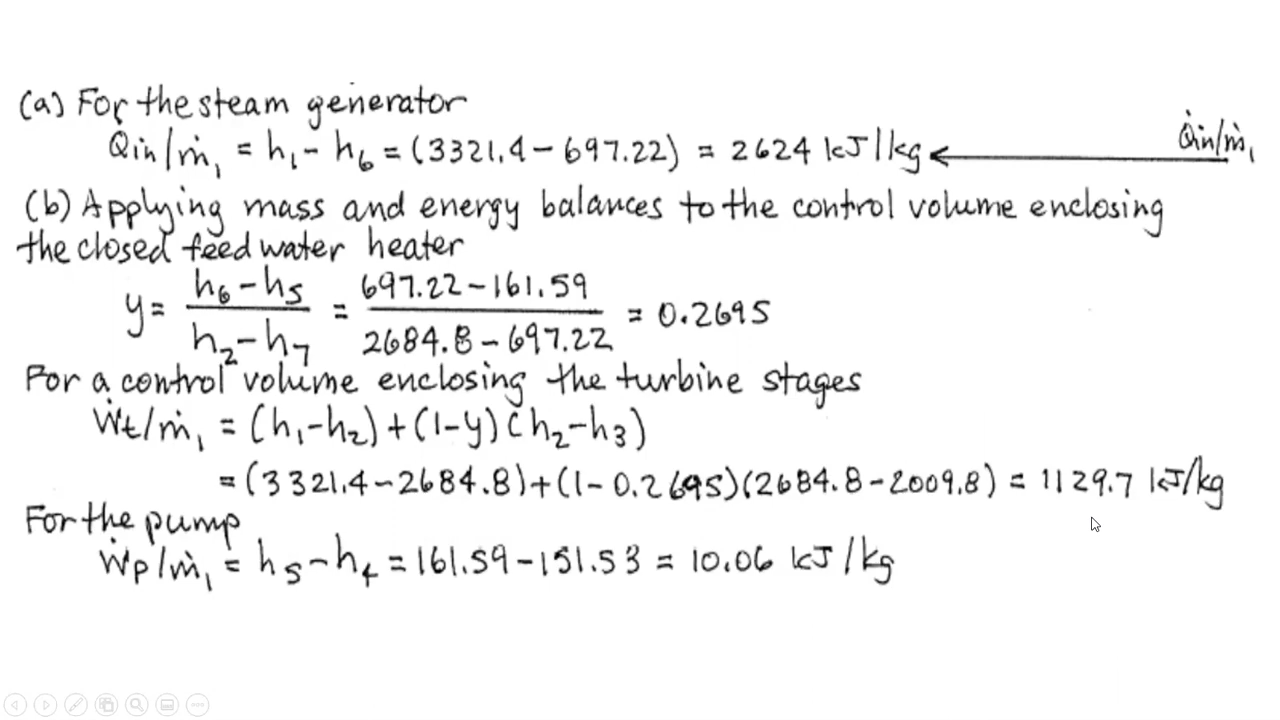 (a) For the steam generator
Q̇in/ṁ₁ = h₁ - h₆ = (3321.4 - 697.22) = 2624 kJ/kg ← Q̇in/ṁ₁
(b) Applying mass and energy balances to the control volume enclosing
the closed feed water heater
y = (h₆ - h₅)/(h₂ - h₇) = (697.22 - 161.59)/(2684.8 - 697.22) = 0.2695
For a control volume enclosing the turbine stages
Ẇt/ṁ₁ = (h₁ - h₂) + (1 - y)(h₂ - h₃)
= (3321.4 - 2684.8) + (1 - 0.2695)(2684.8 - 2009.8) = 1129.7 kJ/kg
For the pump
Ẇp/ṁ₁ = h₅ - h₄ = 161.59 - 151.53 = 10.06 kJ/kg